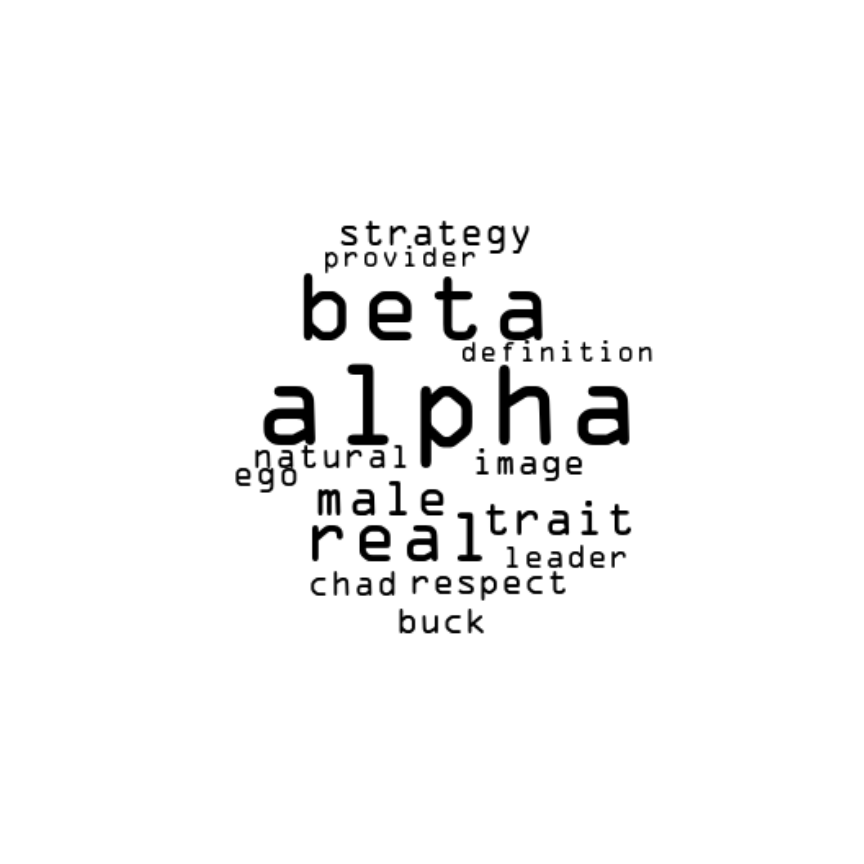 strategy
provider
beta
definition
alpha
natural
image
ego
male
trait
real
leader
chad respect
buck